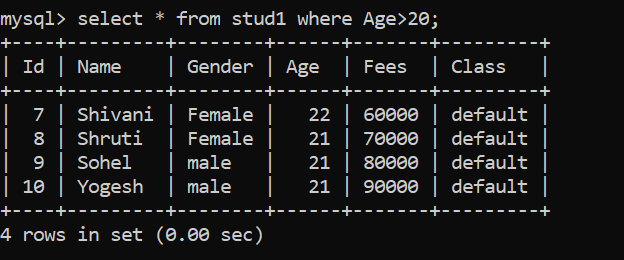 mysql> select * from stud1 where Age>20;
+----+---------+--------+------+-------+---------+
| Id | Name    | Gender | Age  | Fees  | Class   |
+----+---------+--------+------+-------+---------+
|  7 | Shivani | Female |   22 | 60000 | default |
|  8 | Shruti  | Female |   21 | 70000 | default |
|  9 | Sohel   | male   |   21 | 80000 | default |
| 10 | Yogesh  | male   |   21 | 90000 | default |
+----+---------+--------+------+-------+---------+
4 rows in set (0.00 sec)